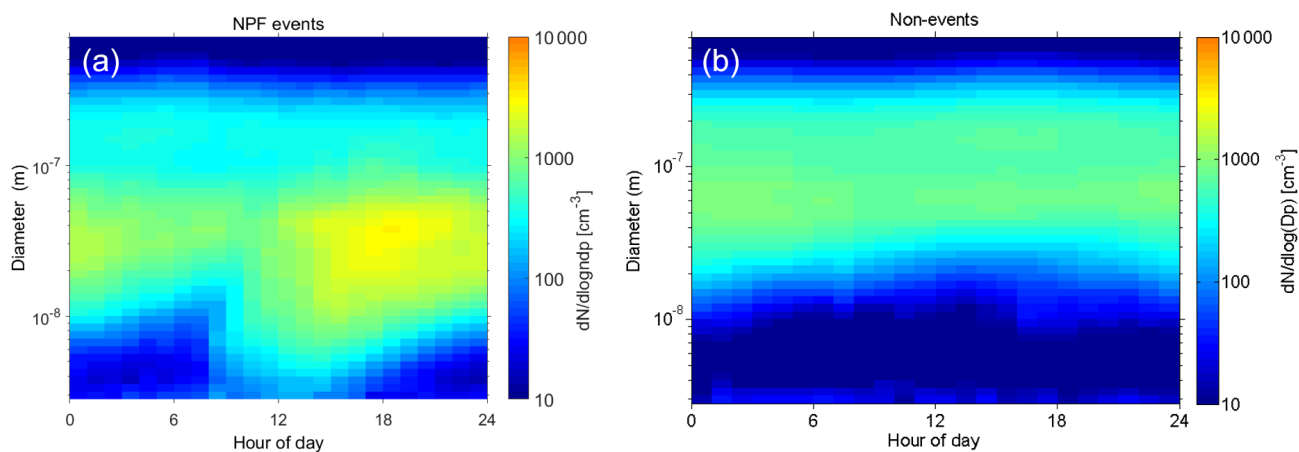 NPF events
(a)
Diameter (m)
10-7
10-8
0 6 12 18 24
Hour of day
10 000
1000
100
10
dN/dlogndp [cm-3]
Non-events
(b)
Diameter (m)
10-7
10-8
0 6 12 18 24
Hour of day
10 000
1000
100
10
dN/dlog(Dp) [cm-3]